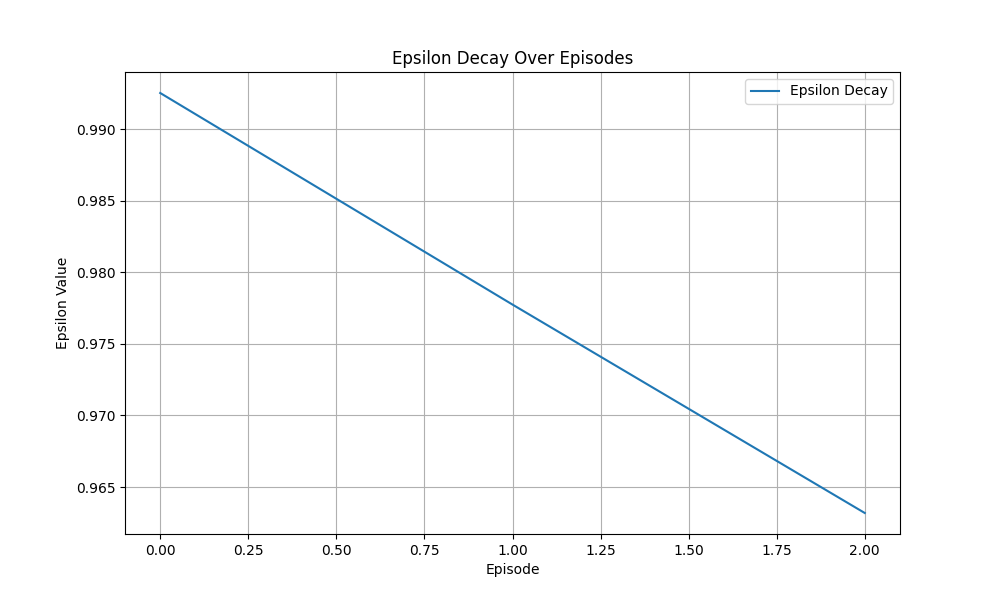 Epsilon Decay Over Episodes
Epsilon Decay
0.990
0.985
0.980
0.975
0.970
0.965
Epsilon Value
0.00 0.25 0.50 0.75 1.00 1.25 1.50 1.75 2.00
Episode